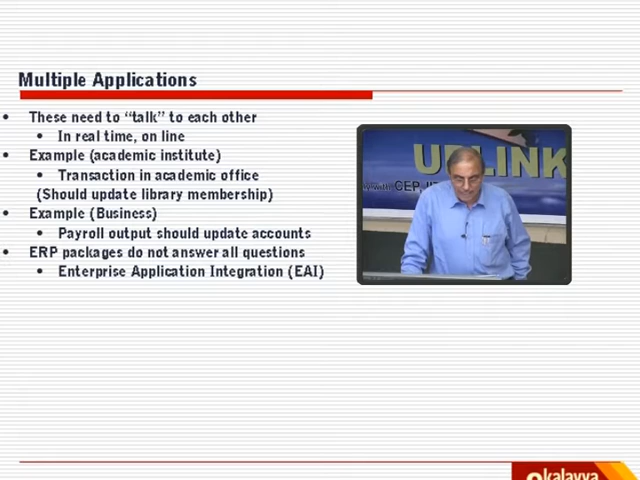 Multiple Applications
• These need to “talk” to each other
• In real time, on line
• Example (academic institute)
• Transaction in academic office
(Should update library membership)
• Example (Business)
• Payroll output should update accounts
• ERP packages do not answer all questions
• Enterprise Application Integration (EAI)
UPLINK
with CEP,
kalavya